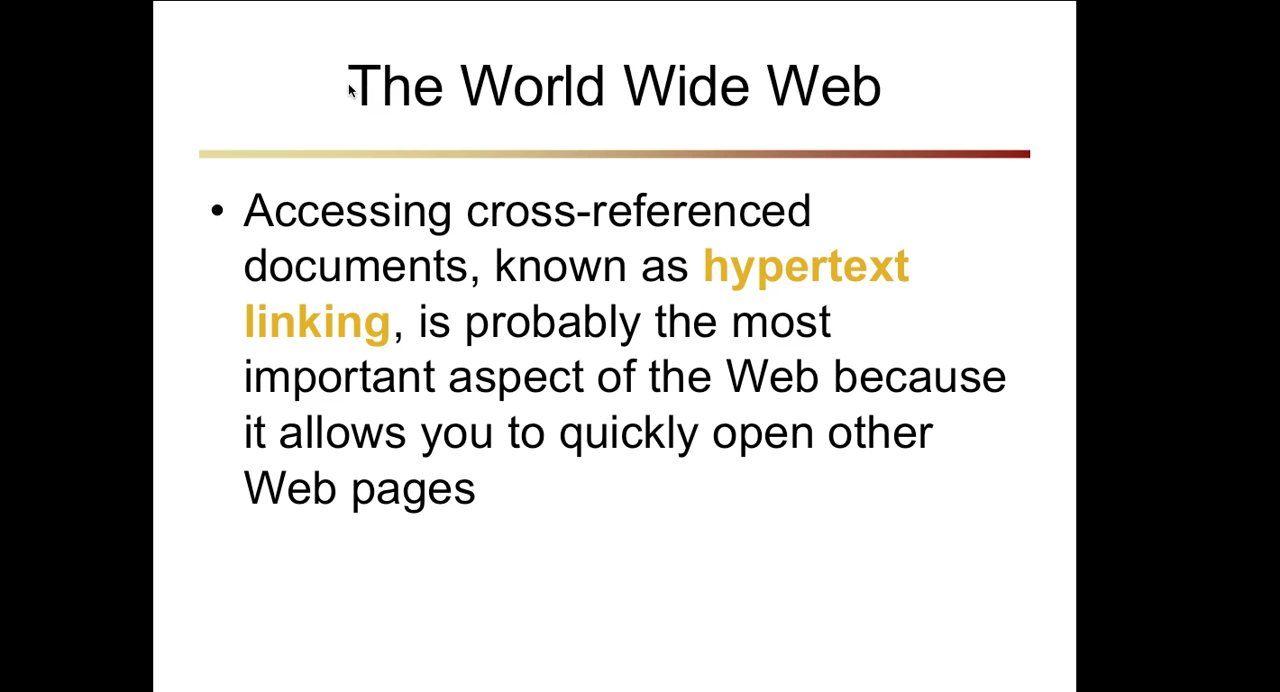 The World Wide Web
• Accessing cross-referenced
documents, known as hypertext
linking, is probably the most
important aspect of the Web because
it allows you to quickly open other
Web pages